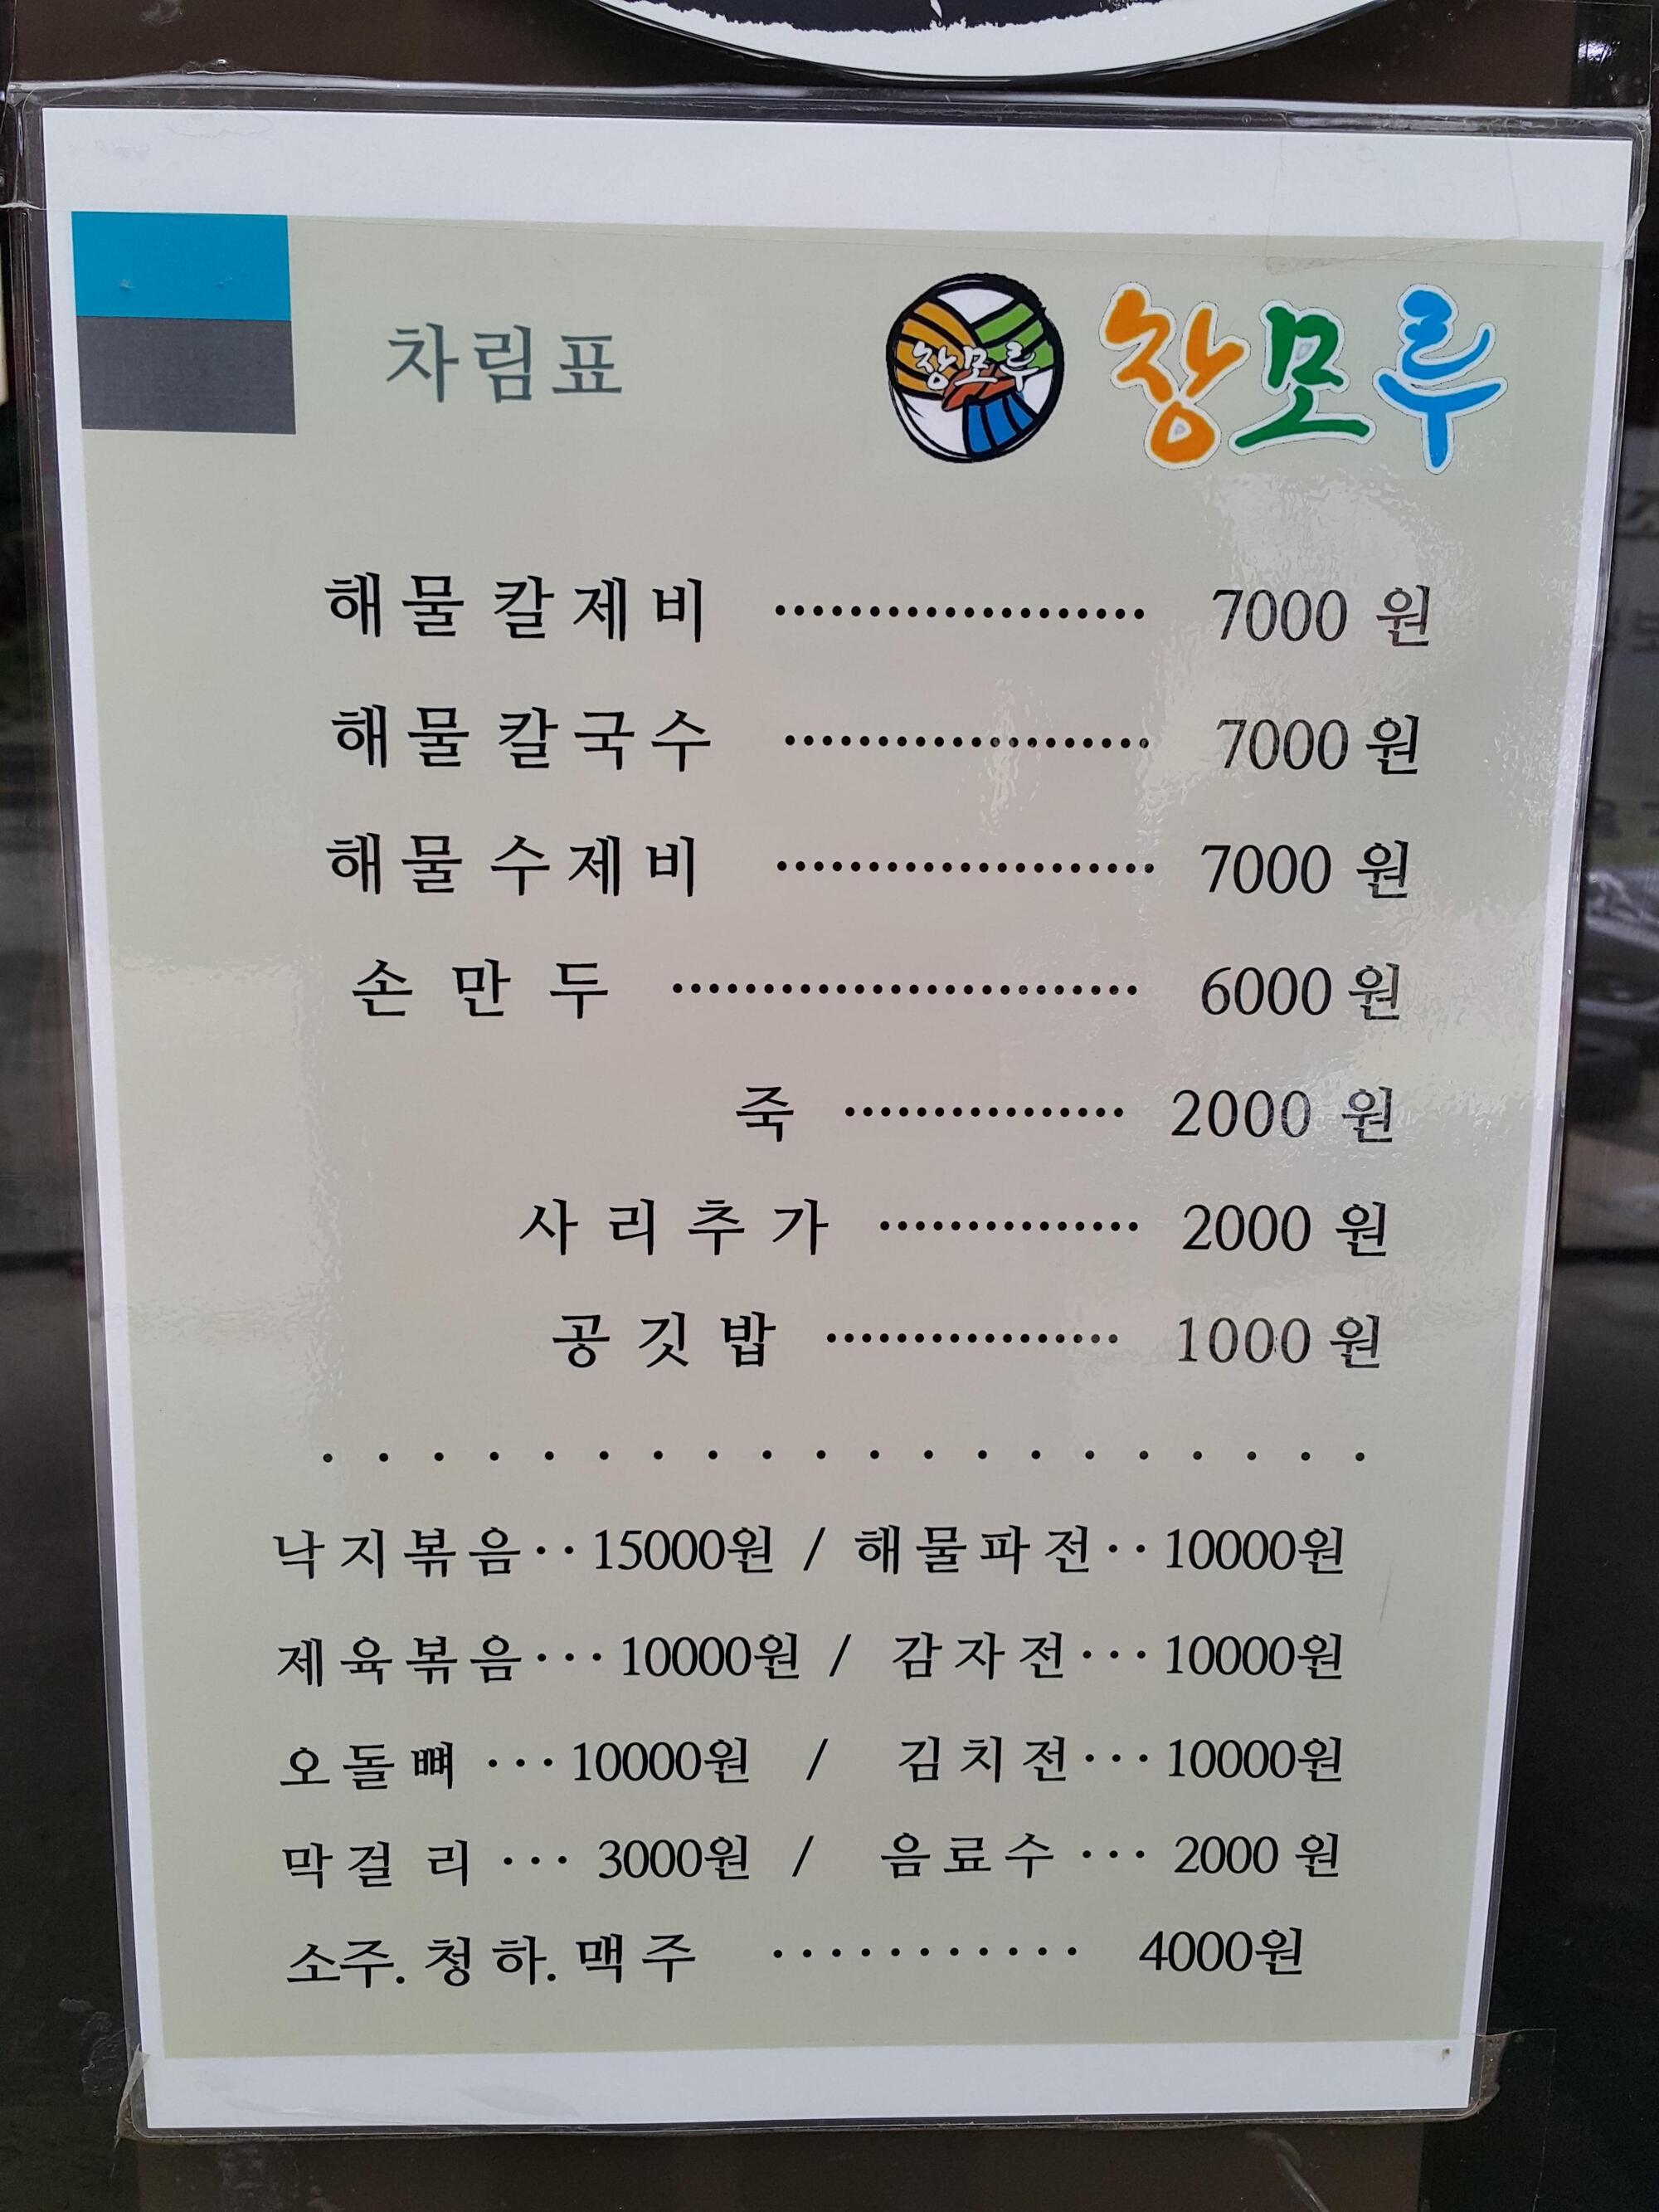 차림표 창모루 창모루
해물 칼제비 ···················· 7000 원
해물 칼국수 ···················· 7000 원
해물 수제비 ····················· 7000 원
손 만 두 ·························· 6000 원
죽 ················ 2000 원
사 리 추 가 ··············· 2000 원
공 깃 밥 ················· 1000 원
· · · · · · · · · · · · · · · · · · · ·
낙지볶음·· 15000원 / 해물파전·· 10000원
제육볶음··· 10000원 / 감자전··· 10000원
오돌뼈 ··· 10000원 / 김치전··· 10000원
막걸리 ··· 3000원 / 음료수 ··· 2000 원
소주. 청하. 맥주 ··········· 4000원